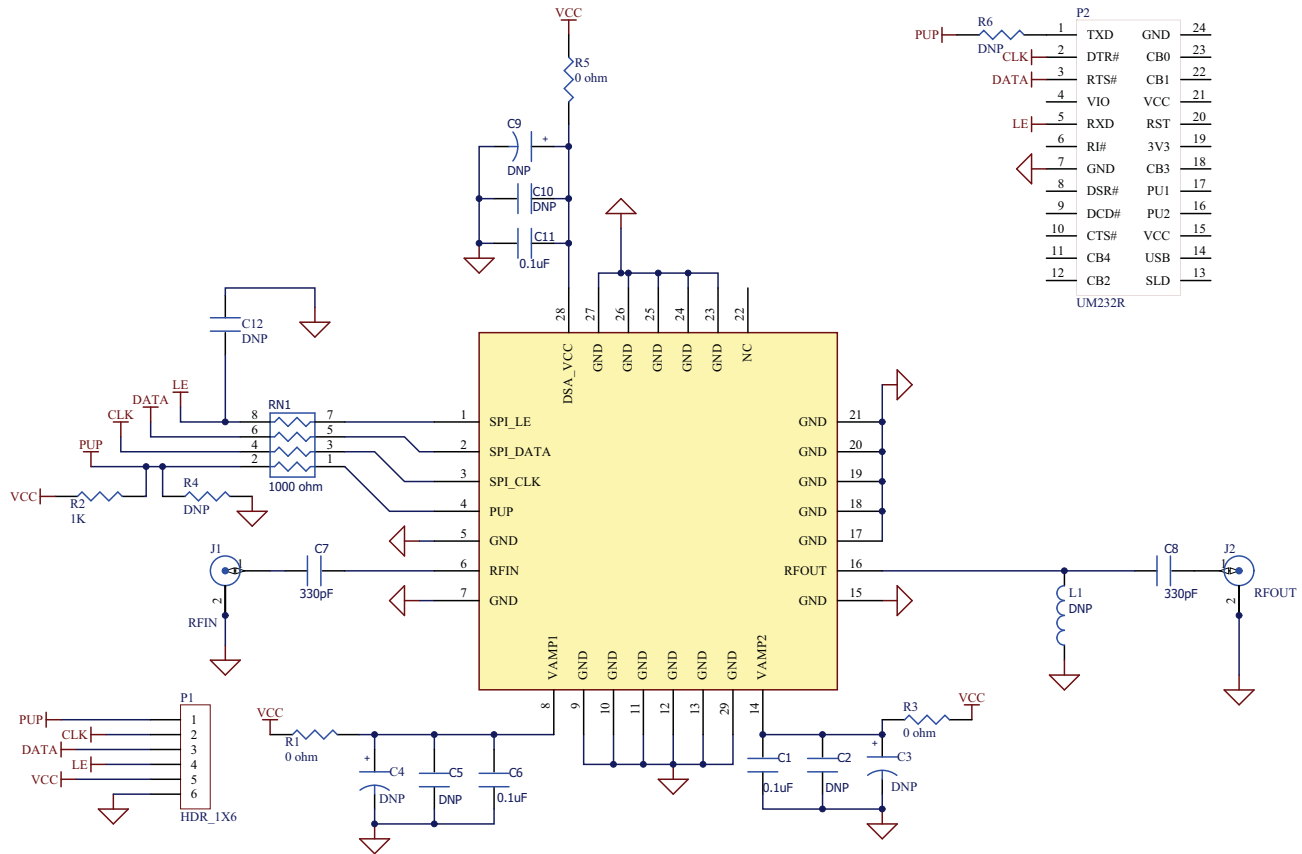 VCC
R5
0 ohm
C9
+
DNP
C10
DNP
C11
0.1uF
P2
PUP
R6
DNP
CLK
DATA
LE
1 TXD GND 24
2 DTR# CB0 23
3 RTS# CB1 22
4 VIO VCC 21
5 RXD RST 20
6 RI# 3V3 19
7 GND CB3 18
8 DSR# PU1 17
9 DCD# PU2 16
10 CTS# VCC 15
11 CB4 USB 14
12 CB2 SLD 13
UM232R
C12
DNP
LE
DATA
CLK
PUP
RN1
8 7
6 5
4 3
2 1
1000 ohm
VCC
R2
1K
R4
DNP
28 27 26 25 24 23 22
DSA_VCC GND GND GND GND GND NC
1 SPI_LE
2 SPI_DATA
3 SPI_CLK
4 PUP
5 GND
6 RFIN
7 GND
GND 21
GND 20
GND 19
GND 18
GND 17
RFOUT 16
GND 15
VAMP1 GND GND GND GND GND GND VAMP2
8 9 10 11 12 13 29 14
J1
1
2
RFIN
C7
330pF
L1
DNP
C8
330pF
J2
1
2
RFOUT
P1
PUP 1
CLK 2
DATA 3
LE 4
VCC 5
6
HDR_1X6
VCC
R1
0 ohm
+
C4
DNP
C5
DNP
C6
0.1uF
C1
0.1uF
C2
DNP
+
C3
DNP
R3
0 ohm
VCC